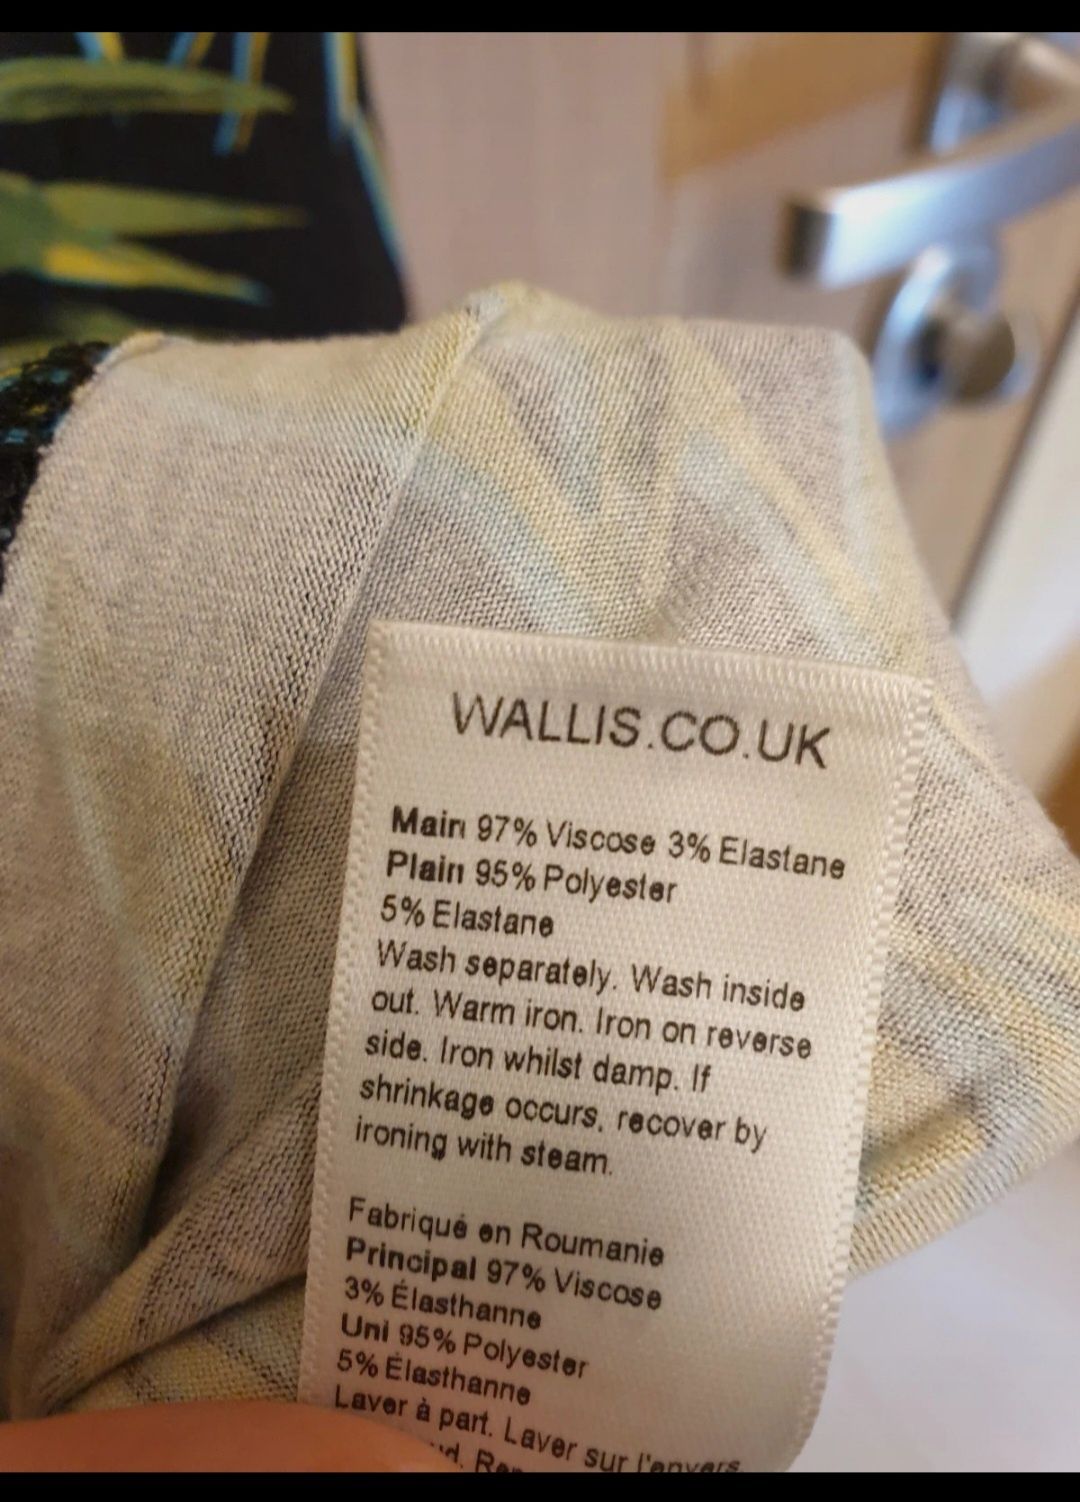 WALLIS.CO.UK
Main 97% Viscose 3% Elastane
Plain 95% Polyester
5% Elastane
Wash separately. Wash inside
out. Warm iron. Iron on reverse
side. Iron whilst damp. If
shrinkage occurs, recover by
ironing with steam.
Fabriqué en Roumanie
Principal 97% Viscose
3% Élasthanne
Uni 95% Polyester
5% Élasthanne
Laver à part. Laver sur l'envers.